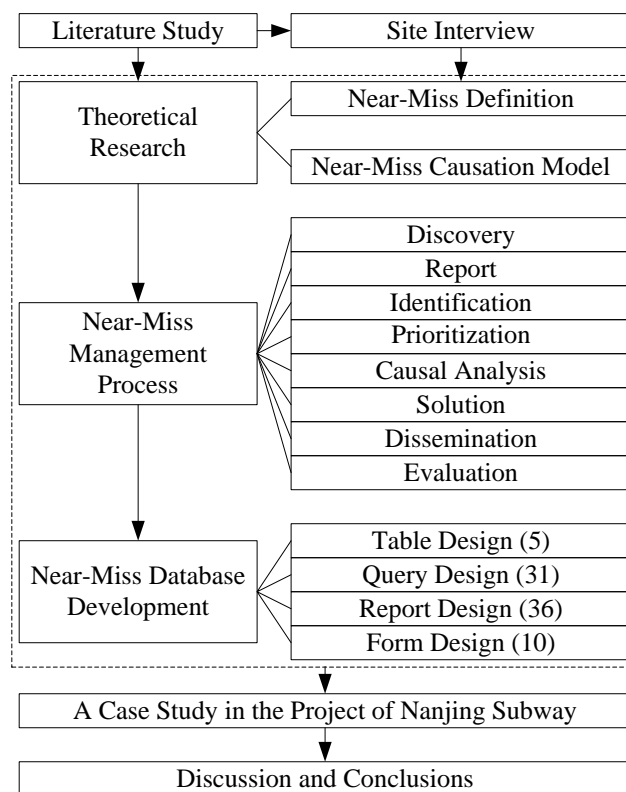 Literature Study
Site Interview
Theoretical
Research
Near-Miss Definition
Near-Miss Causation Model
Near-Miss
Management
Process
Discovery
Report
Identification
Prioritization
Causal Analysis
Solution
Dissemination
Evaluation
Near-Miss Database
Development
Table Design (5)
Query Design (31)
Report Design (36)
Form Design (10)
A Case Study in the Project of Nanjing Subway
Discussion and Conclusions